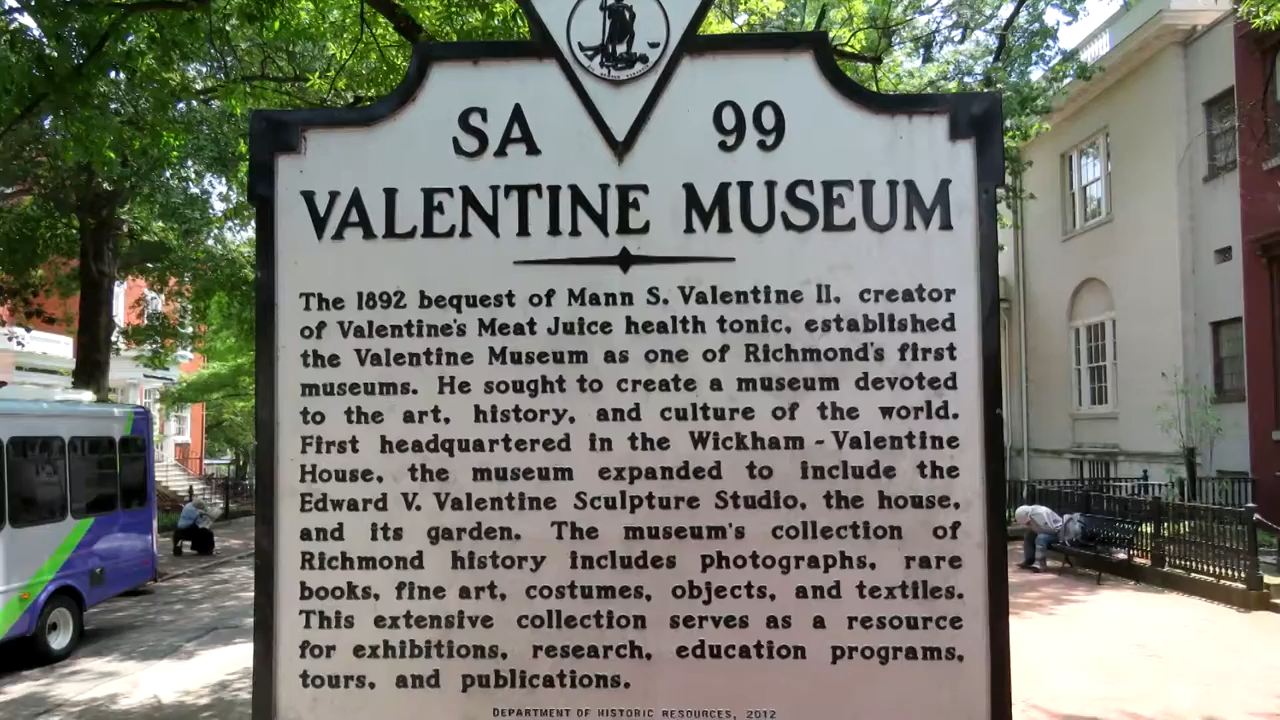 SA 99
VALENTINE MUSEUM
The 1892 bequest of Mann S. Valentine II, creator
of Valentine's Meat Juice health tonic, established
the Valentine Museum as one of Richmond's first
museums. He sought to create a museum devoted
to the art, history, and culture of the world.
First headquartered in the Wickham-Valentine
House, the museum expanded to include the
Edward V. Valentine Sculpture Studio, the house,
and its garden. The museum's collection of
Richmond history includes photographs, rare
books, fine art, costumes, objects, and textiles.
This extensive collection serves as a resource
for exhibitions, research, education programs,
tours, and publications.
DEPARTMENT OF HISTORIC RESOURCES, 2012